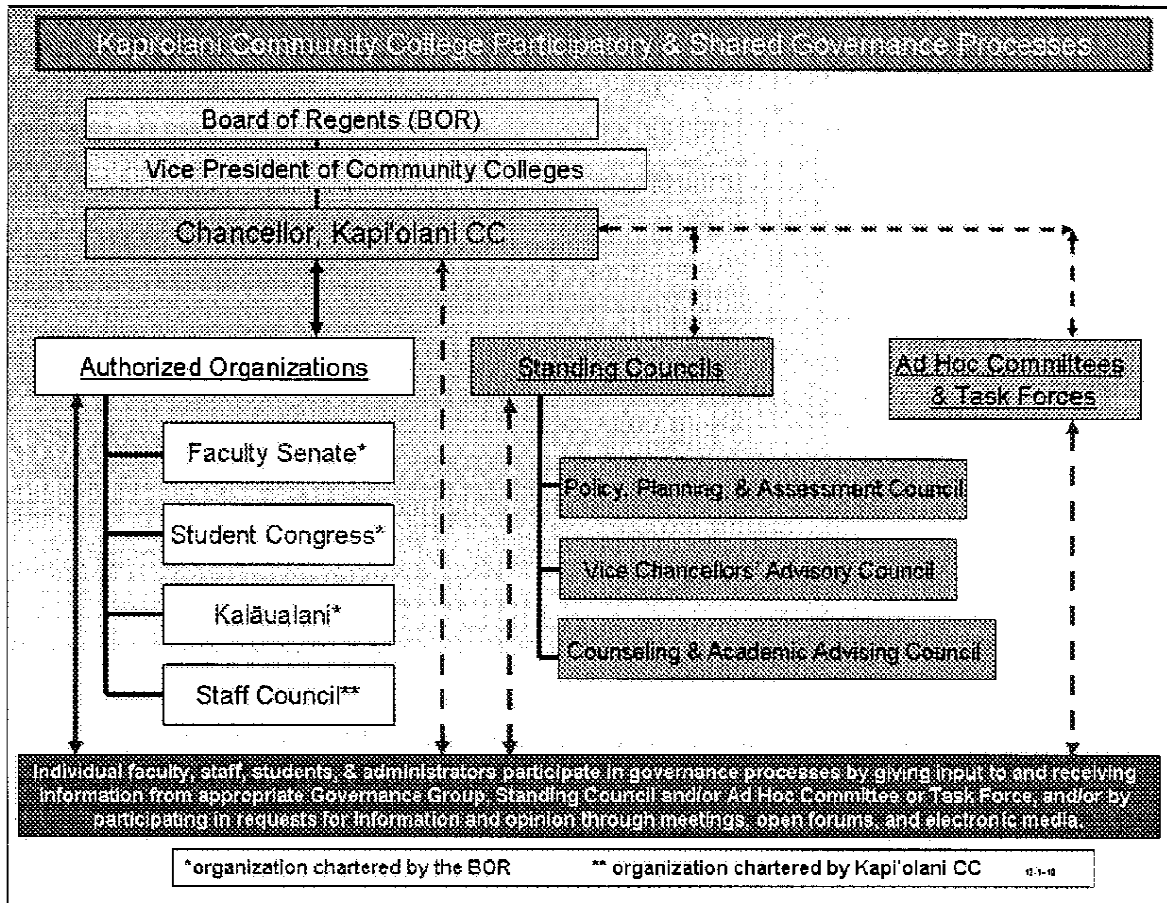 Kapi'olani Community College Participatory & Shared Governance Processes
Board of Regents (BOR)
Vice President of Community Colleges
Chancellor, Kapi'olani CC
Authorized Organizations
Faculty Senate*
Student Congress*
Kalāualani*
Staff Council**
Standing Councils
Policy, Planning, & Assessment Council
Vice Chancellors' Advisory Council
Counseling & Academic Advising Council
Ad Hoc Committees
& Task Forces
Individual faculty, staff, students, & administrators participate in governance processes by giving input to and receiving
information from appropriate Governance Group, Standing Council and/or Ad Hoc Committee or Task Force, and/or by
participating in requests for information and opinion through meetings, open forums, and electronic media.
*organization chartered by the BOR
** organization chartered by Kapi'olani CC